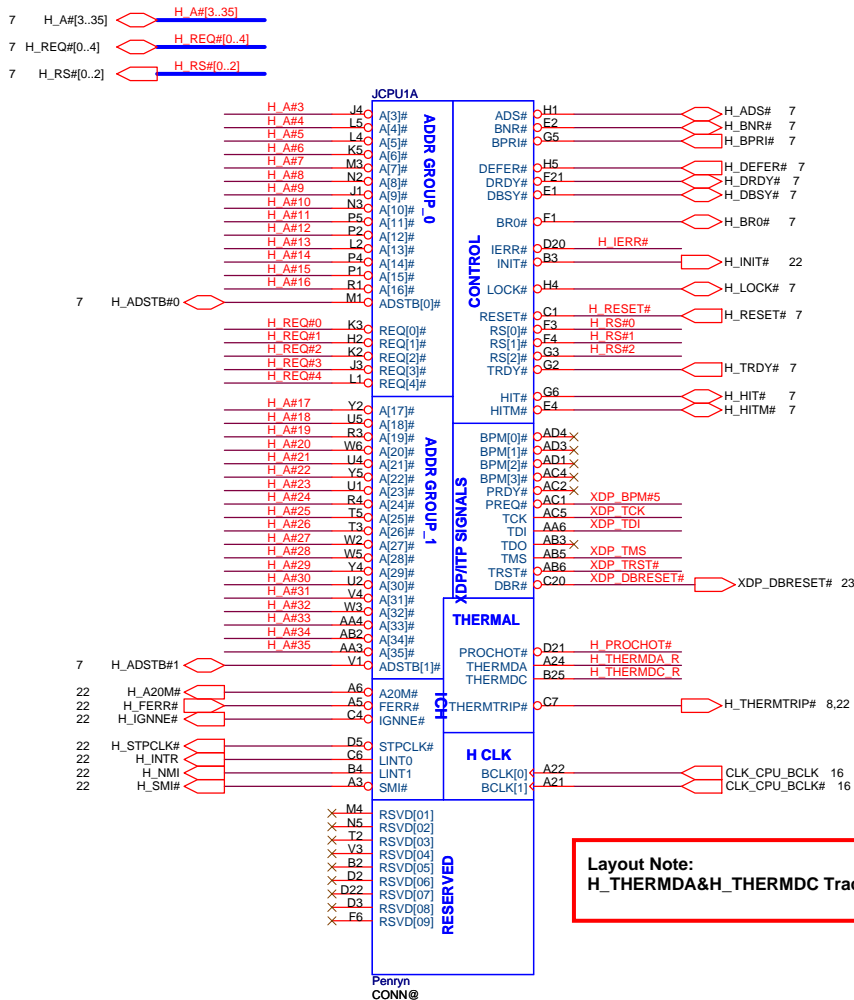 7 H_A#[3..35] H_A#[3..35]
7 H_REQ#[0..4] H_REQ#[0..4]
7 H_RS#[0..2] H_RS#[0..2]
JCPU1A
H_A#3 J4 A[3]#
H_A#4 L5 A[4]#
H_A#5 L4 A[5]#
H_A#6 K5 A[6]#
H_A#7 M3 A[7]#
H_A#8 N2 A[8]#
H_A#9 J1 A[9]#
H_A#10 N3 A[10]#
H_A#11 P5 A[11]#
H_A#12 P2 A[12]#
H_A#13 L2 A[13]#
H_A#14 P4 A[14]#
H_A#15 P1 A[15]#
H_A#16 R1 A[16]#
7 H_ADSTB#0 M1 ADSTB[0]#
H_REQ#0 K3 REQ[0]#
H_REQ#1 H2 REQ[1]#
H_REQ#2 K2 REQ[2]#
H_REQ#3 J3 REQ[3]#
H_REQ#4 L1 REQ[4]#
ADDR GROUP_0
H_A#17 Y2 A[17]#
H_A#18 U5 A[18]#
H_A#19 R3 A[19]#
H_A#20 W6 A[20]#
H_A#21 U4 A[21]#
H_A#22 Y5 A[22]#
H_A#23 U1 A[23]#
H_A#24 R4 A[24]#
H_A#25 T5 A[25]#
H_A#26 T3 A[26]#
H_A#27 W2 A[27]#
H_A#28 W5 A[28]#
H_A#29 Y4 A[29]#
H_A#30 U2 A[30]#
H_A#31 V4 A[31]#
H_A#32 W3 A[32]#
H_A#33 AA4 A[33]#
H_A#34 AB2 A[34]#
H_A#35 AA3 A[35]#
7 H_ADSTB#1 V1 ADSTB[1]#
ADDR GROUP_1
22 H_A20M# A6 A20M#
22 H_FERR# A5 FERR#
22 H_IGNNE# C4 IGNNE#
22 H_STPCLK# D5 STPCLK#
22 H_INTR C6 LINT0
22 H_NMI B4 LINT1
22 H_SMI# A3 SMI#
ICH
M4 RSVD[01]
N5 RSVD[02]
T2 RSVD[03]
V3 RSVD[04]
B2 RSVD[05]
D2 RSVD[06]
D22 RSVD[07]
D3 RSVD[08]
F6 RSVD[09]
RESERVED
ADS# H1 H_ADS# 7
BNR# E2 H_BNR# 7
BPRI# G5 H_BPRI# 7
DEFER# H5 H_DEFER# 7
DRDY# F21 H_DRDY# 7
DBSY# E1 H_DBSY# 7
BR0# F1 H_BR0# 7
IERR# D20 H_IERR#
INIT# B3 H_INIT# 22
LOCK# H4 H_LOCK# 7
RESET# C1 H_RESET# H_RESET# 7
RS[0]# F3 H_RS#0
RS[1]# F4 H_RS#1
RS[2]# G3 H_RS#2
TRDY# G2 H_TRDY# 7
HIT# G6 H_HIT# 7
HITM# E4 H_HITM# 7
CONTROL
BPM[0]# AD4
BPM[1]# AD3
BPM[2]# AD1
BPM[3]# AC4
PRDY# AC2
PREQ# AC1 XDP_BPM#5
TCK AC5 XDP_TCK
TDI AA6 XDP_TDI
TDO AB3
TMS AB5 XDP_TMS
TRST# AB6 XDP_TRST#
DBR# C20 XDP_DBRESET# XDP_DBRESET# 23
XDP/ITP SIGNALS
THERMAL
PROCHOT# D21 H_PROCHOT#
THERMDA A24 H_THERMDA_R
THERMDC B25 H_THERMDC_R
THERMTRIP# C7 H_THERMTRIP# 8,22
H CLK
BCLK[0] A22 CLK_CPU_BCLK 16
BCLK[1] A21 CLK_CPU_BCLK# 16
Layout Note:
H_THERMDA&H_THERMDC Trac
Penryn
CONN@